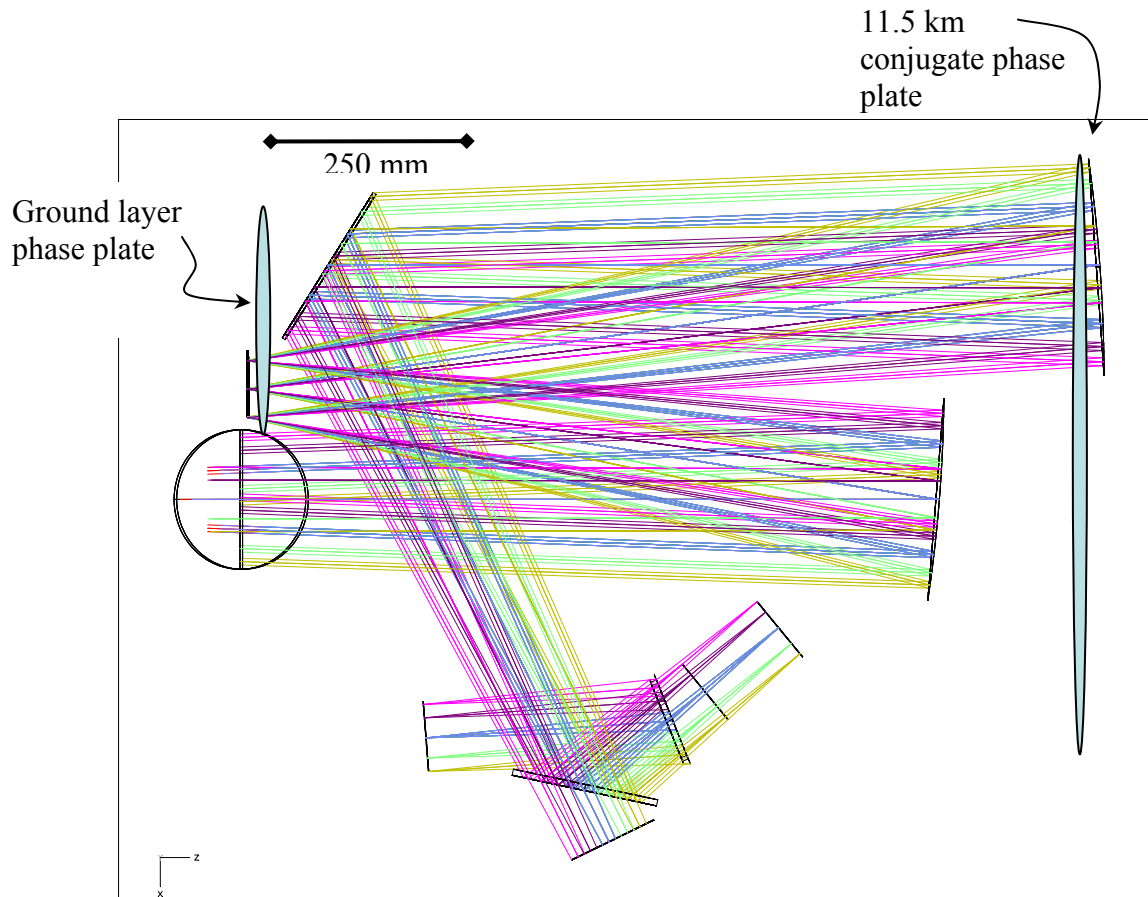 11.5 km
conjugate phase
plate
250 mm
Ground layer
phase plate
z
x